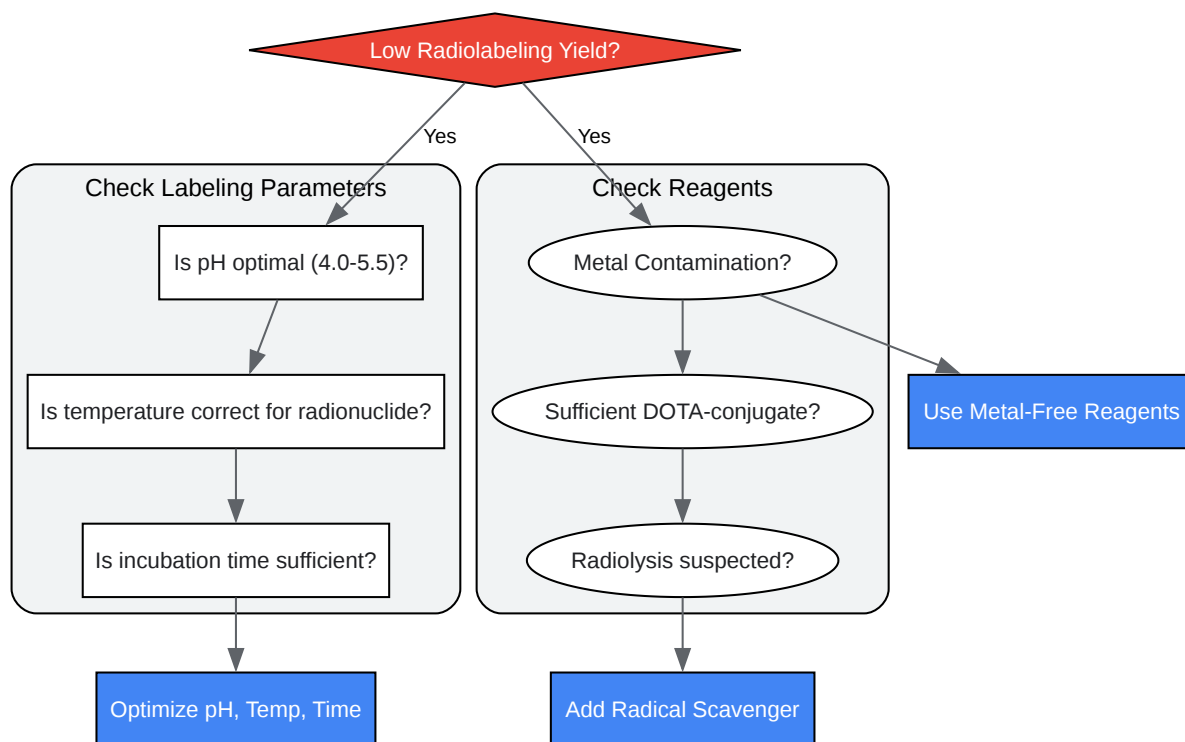 Low Radiolabeling Yield?
Yes
Yes
Check Labeling Parameters
Is pH optimal (4.0-5.5)?
Is temperature correct for radionuclide?
Is incubation time sufficient?
Optimize pH, Temp, Time
Check Reagents
Metal Contamination?
Sufficient DOTA-conjugate?
Radiolysis suspected?
Add Radical Scavenger
Use Metal-Free Reagents